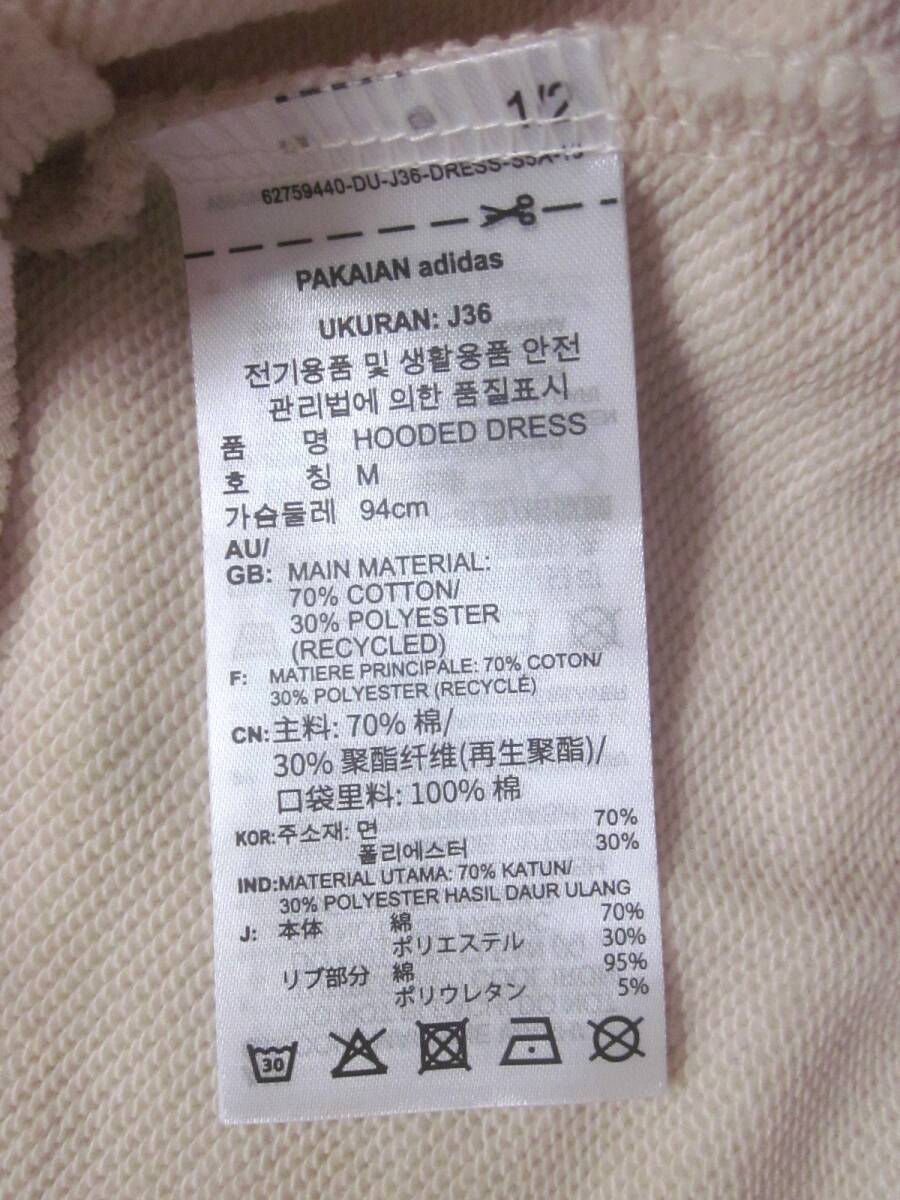 1/2
62759440-DU-J36-DRESS-
PAKAIAN adidas
UKURAN: J36
전기용품 및 생활용품 안전
관리법에 의한 품질표시
품 명 HOODED DRESS
호 칭 M
가슴둘레 94cm
AU/
GB: MAIN MATERIAL:
70% COTTON/
30% POLYESTER
(RECYCLED)
F: MATIERE PRINCIPALE: 70% COTON/
30% POLYESTER (RECYCLÉ)
CN: 主料: 70% 棉/
30% 聚酯纤维(再生聚酯)/
口袋里料: 100% 棉
KOR: 주소재: 면 70%
폴리에스터 30%
IND: MATERIAL UTAMA: 70% KATUN/
30% POLYESTER HASIL DAUR ULANG
J: 本体 綿 70%
ポリエステル 30%
リブ部分 綿 95%
ポリウレタン 5%
30